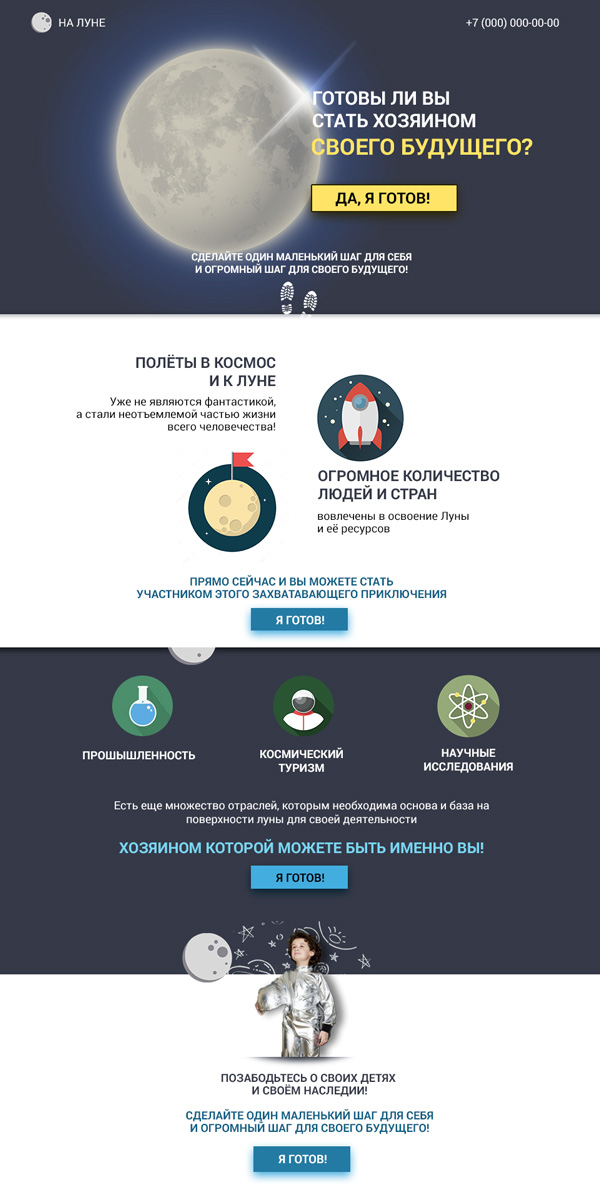 НА ЛУНЕ
+7 (000) 000-00-00
ГОТОВЫ ЛИ ВЫ
СТАТЬ ХОЗЯИНОМ
СВОЕГО БУДУЩЕГО?
ДА, Я ГОТОВ!
СДЕЛАЙТЕ ОДИН МАЛЕНЬКИЙ ШАГ ДЛЯ СЕБЯ
И ОГРОМНЫЙ ШАГ ДЛЯ СВОЕГО БУДУЩЕГО!
ПОЛЁТЫ В КОСМОС
И К ЛУНЕ
Уже не являются фантастикой,
а стали неотъемлемой частью жизни
всего человечества!
ОГРОМНОЕ КОЛИЧЕСТВО
ЛЮДЕЙ И СТРАН
вовлечены в освоение Луны
и её ресурсов
ПРЯМО СЕЙЧАС И ВЫ МОЖЕТЕ СТАТЬ
УЧАСТНИКОМ ЭТОГО ЗАХВАТАВАЮЩЕГО ПРИКЛЮЧЕНИЯ
Я ГОТОВ!
ПРОШЫШЛЕННОСТЬ
КОСМИЧЕСКИЙ
ТУРИЗМ
НАУЧНЫЕ
ИССЛЕДОВАНИЯ
Есть еще множество отраслей, которым необходима основа и база на
поверхности луны для своей деятельности
ХОЗЯИНОМ КОТОРОЙ МОЖЕТЕ БЫТЬ ИМЕННО ВЫ!
Я ГОТОВ!
ПОЗАБОДЬТЕСЬ О СВОИХ ДЕТЯХ
И СВОЁМ НАСЛЕДИИ!
СДЕЛАЙТЕ ОДИН МАЛЕНЬКИЙ ШАГ ДЛЯ СЕБЯ
И ОГРОМНЫЙ ШАГ ДЛЯ СВОЕГО БУДУЩЕГО!
Я ГОТОВ!